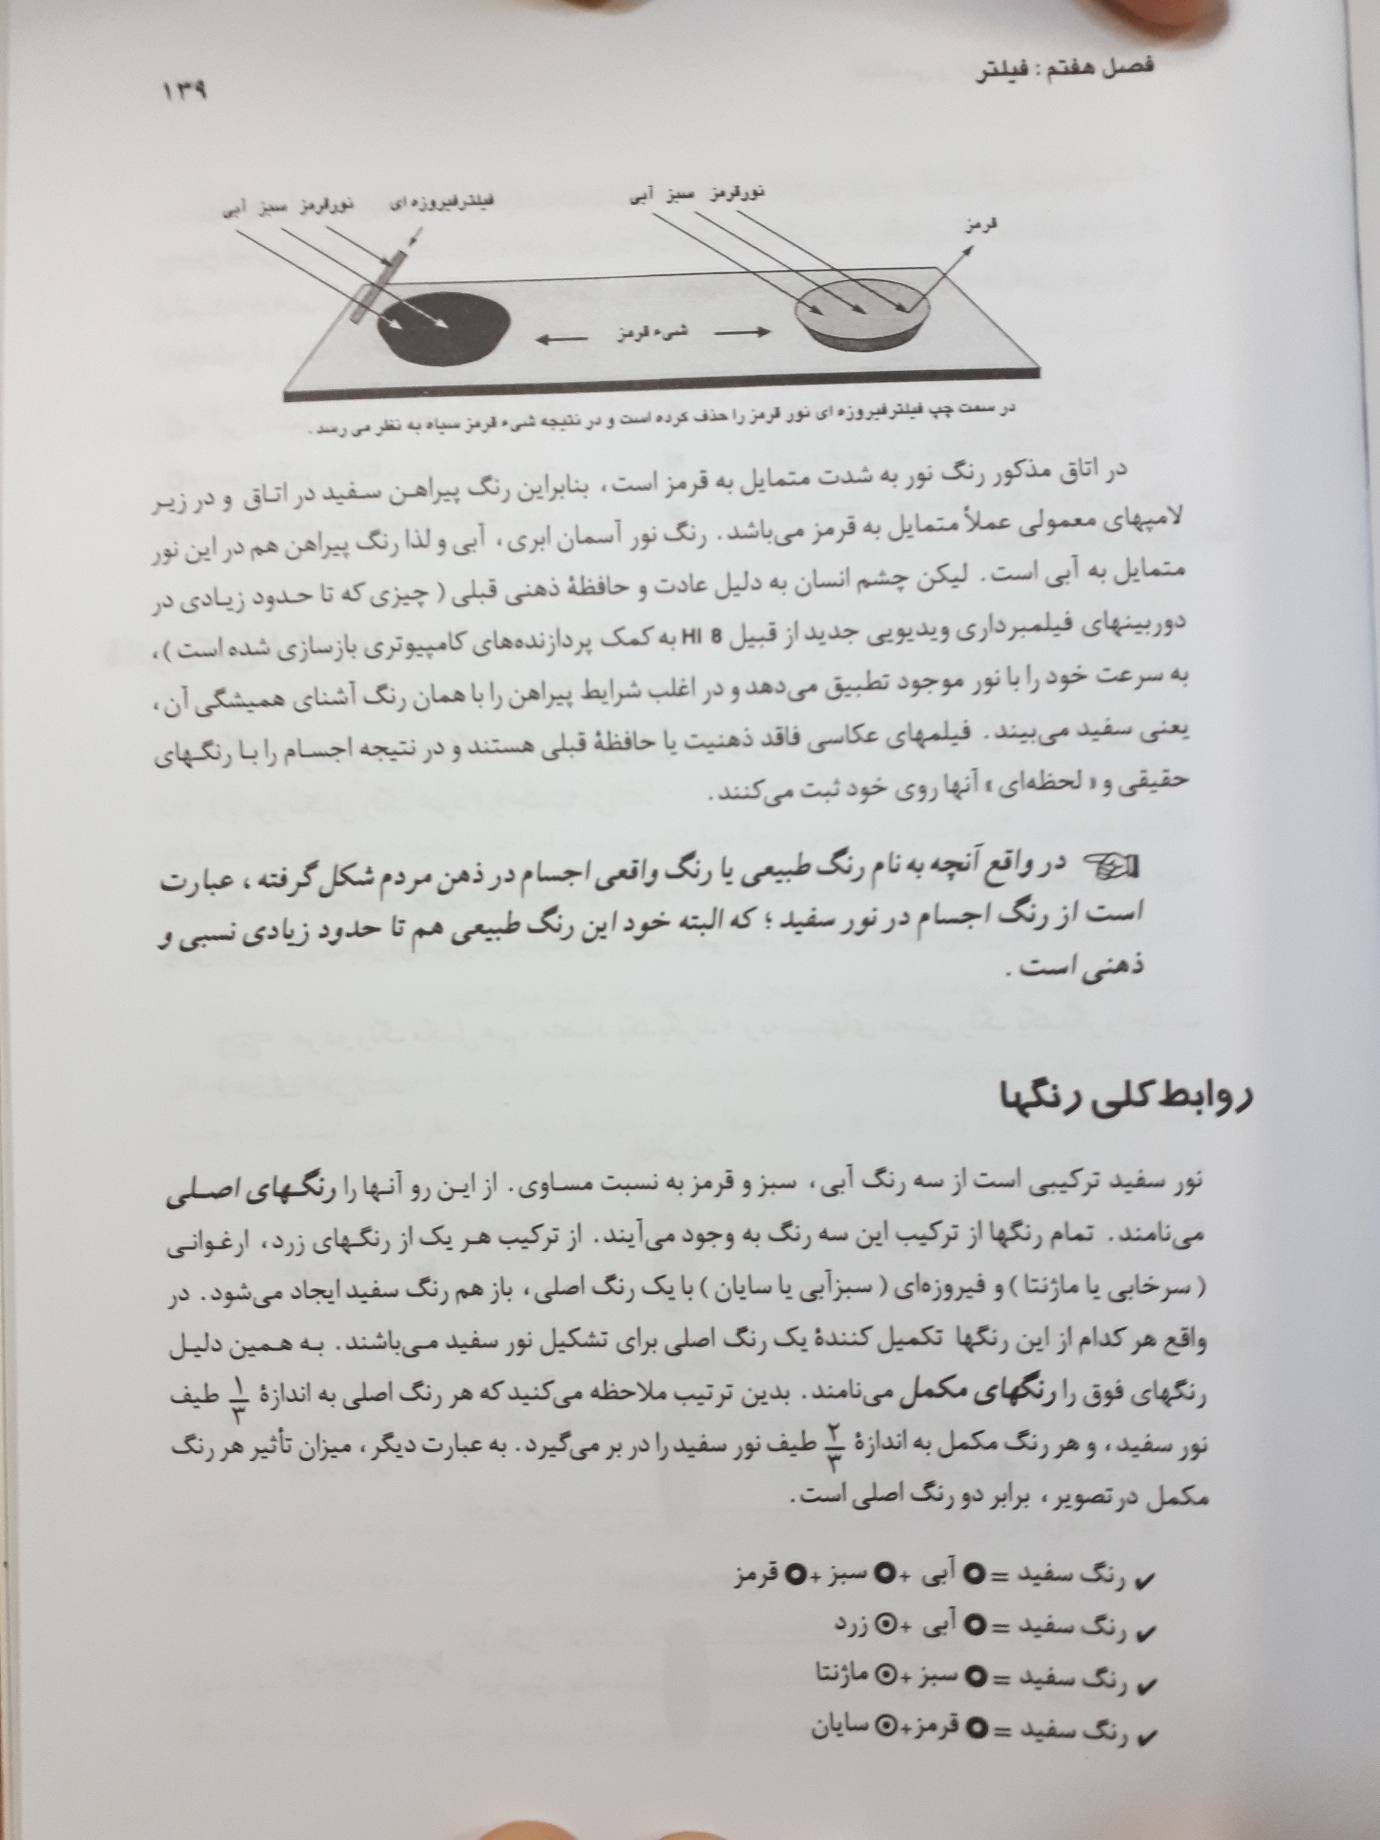 فصل هفتم : فیلتر
۱۳۹
نورقرمز سبز آبی
فیلترفیروزه ای
نورقرمز سبز آبی
قرمز
شیء قرمز
در سمت چپ فیلترفیروزه ای نور قرمز را حذف کرده است و در نتیجه شیء قرمز سیاه به نظر می رسد .
در اتاق مذکور رنگ نور به شدت متمایل به قرمز است ، بنابراین رنگ پیراهن سفید در اتاق و در زیر
لامپهای معمولی عملاً متمایل به قرمز می‌باشد . رنگ نور آسمان ابری ، آبی و لذا رنگ پیراهن هم در این نور
متمایل به آبی است . لیکن چشم انسان به دلیل عادت و حافظهٔ ذهنی قبلی ( چیزی که تا حدود زیادی در
دوربینهای فیلمبرداری ویدیویی جدید از قبیل HI 8 به کمک پردازنده‌های کامپیوتری بازسازی شده است ) ،
به سرعت خود را با نور موجود تطبیق می‌دهد و در اغلب شرایط پیراهن را با همان رنگ آشنای همیشگی آن ،
یعنی سفید می‌بیند . فیلمهای عکاسی فاقد ذهنیت یا حافظهٔ قبلی هستند و در نتیجه اجسام را با رنگهای
حقیقی و « لحظه‌ای » آنها روی خود ثبت می‌کنند .
در واقع آنچه به نام رنگ طبیعی یا رنگ واقعی اجسام در ذهن مردم شکل گرفته ، عبارت
است از رنگ اجسام در نور سفید ؛ که البته خود این رنگ طبیعی هم تا حدود زیادی نسبی و
ذهنی است .
روابط کلی رنگها
نور سفید ترکیبی است از سه رنگ آبی ، سبز و قرمز به نسبت مساوی . از این رو آنها را رنگهای اصلی
می‌نامند . تمام رنگها از ترکیب این سه رنگ به وجود می‌آیند . از ترکیب هر یک از رنگهای زرد ، ارغوانی
( سرخابی یا ماژنتا ) و فیروزه‌ای ( سبزآبی یا سایان ) با یک رنگ اصلی ، باز هم رنگ سفید ایجاد می‌شود . در
واقع هر کدام از این رنگها تکمیل کنندهٔ یک رنگ اصلی برای تشکیل نور سفید می‌باشند . به همین دلیل
رنگهای فوق را رنگهای مکمل می‌نامند . بدین ترتیب ملاحظه می‌کنید که هر رنگ اصلی به اندازهٔ ۱/۳ طیف
نور سفید ، و هر رنگ مکمل به اندازهٔ ۲/۳ طیف نور سفید را در بر می‌گیرد . به عبارت دیگر ، میزان تأثیر هر رنگ
مکمل در تصویر ، برابر دو رنگ اصلی است .
✔ رنگ سفید = آبی + سبز + قرمز
✔ رنگ سفید = آبی + زرد
✔ رنگ سفید = سبز + ماژنتا
✔ رنگ سفید = قرمز + سایان